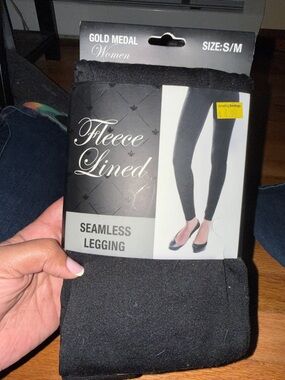 GOLD MEDAL
Women
SIZE:S/M
Fleece
Lined
SEAMLESS
LEGGING